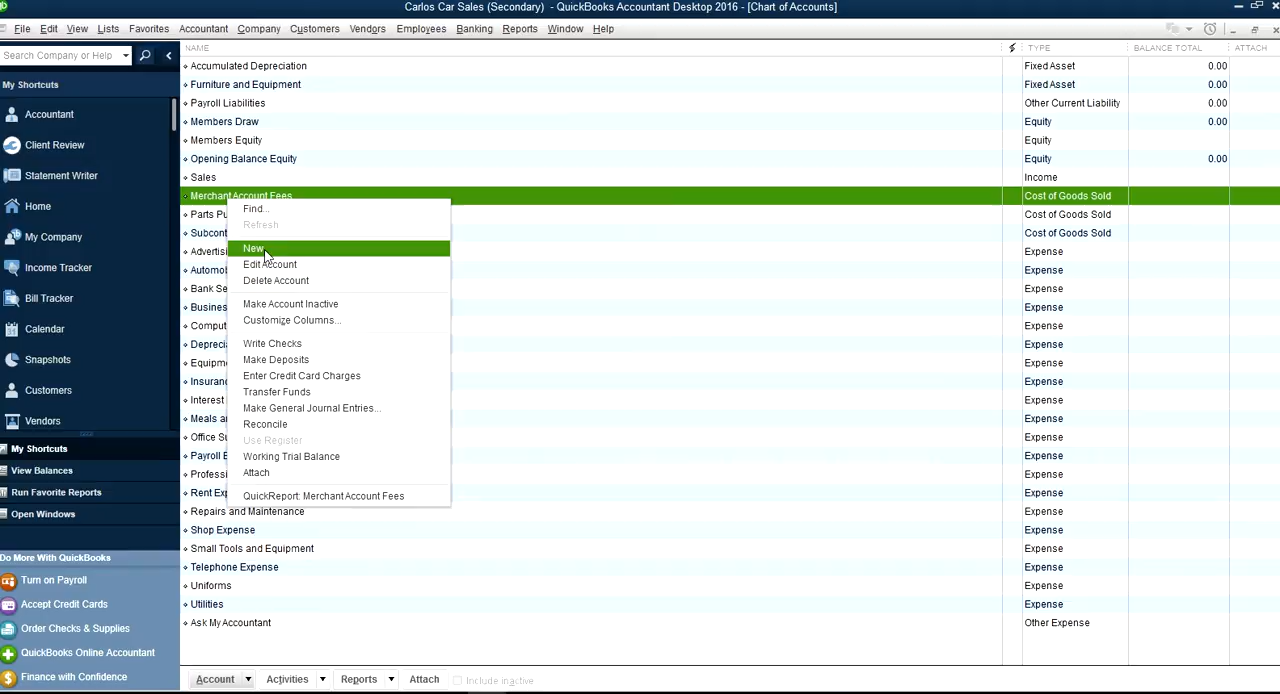 Carlos Car Sales (Secondary) - QuickBooks Accountant Desktop 2016 - [Chart of Accounts]
File Edit View Lists Favorites Accountant Company Customers Vendors Employees Banking Reports Window Help
Search Company or Help
My Shortcuts
Accountant
Client Review
Statement Writer
Home
My Company
Income Tracker
Bill Tracker
Calendar
Snapshots
Customers
Vendors
My Shortcuts
View Balances
Run Favorite Reports
Open Windows
Do More With QuickBooks
Turn on Payroll
Accept Credit Cards
Order Checks & Supplies
QuickBooks Online Accountant
Finance with Confidence
NAME TYPE BALANCE TOTAL ATTACH
Accumulated Depreciation Fixed Asset 0.00
Furniture and Equipment Fixed Asset 0.00
Payroll Liabilities Other Current Liability 0.00
Members Draw Equity 0.00
Members Equity Equity
Opening Balance Equity Equity 0.00
Sales Income
Merchant Account Fees Cost of Goods Sold
Parts Pu Cost of Goods Sold
Subcont Cost of Goods Sold
Advertisi Expense
Automob Expense
Bank Se Expense
Busines Expense
Comput Expense
Deprecia Expense
Equipm Expense
Insuran Expense
Interest Expense
Meals a Expense
Office Su Expense
Payroll E Expense
Professi Expense
Rent Exp Expense
Repairs and Maintenance Expense
Shop Expense Expense
Small Tools and Equipment Expense
Telephone Expense Expense
Uniforms Expense
Utilities Expense
Ask My Accountant Other Expense
Find...
Refresh
New
Edit Account
Delete Account
Make Account Inactive
Customize Columns...
Write Checks
Make Deposits
Enter Credit Card Charges
Transfer Funds
Make General Journal Entries...
Reconcile
Use Register
Working Trial Balance
Attach
QuickReport: Merchant Account Fees
Account Activities Reports Attach Include inactive